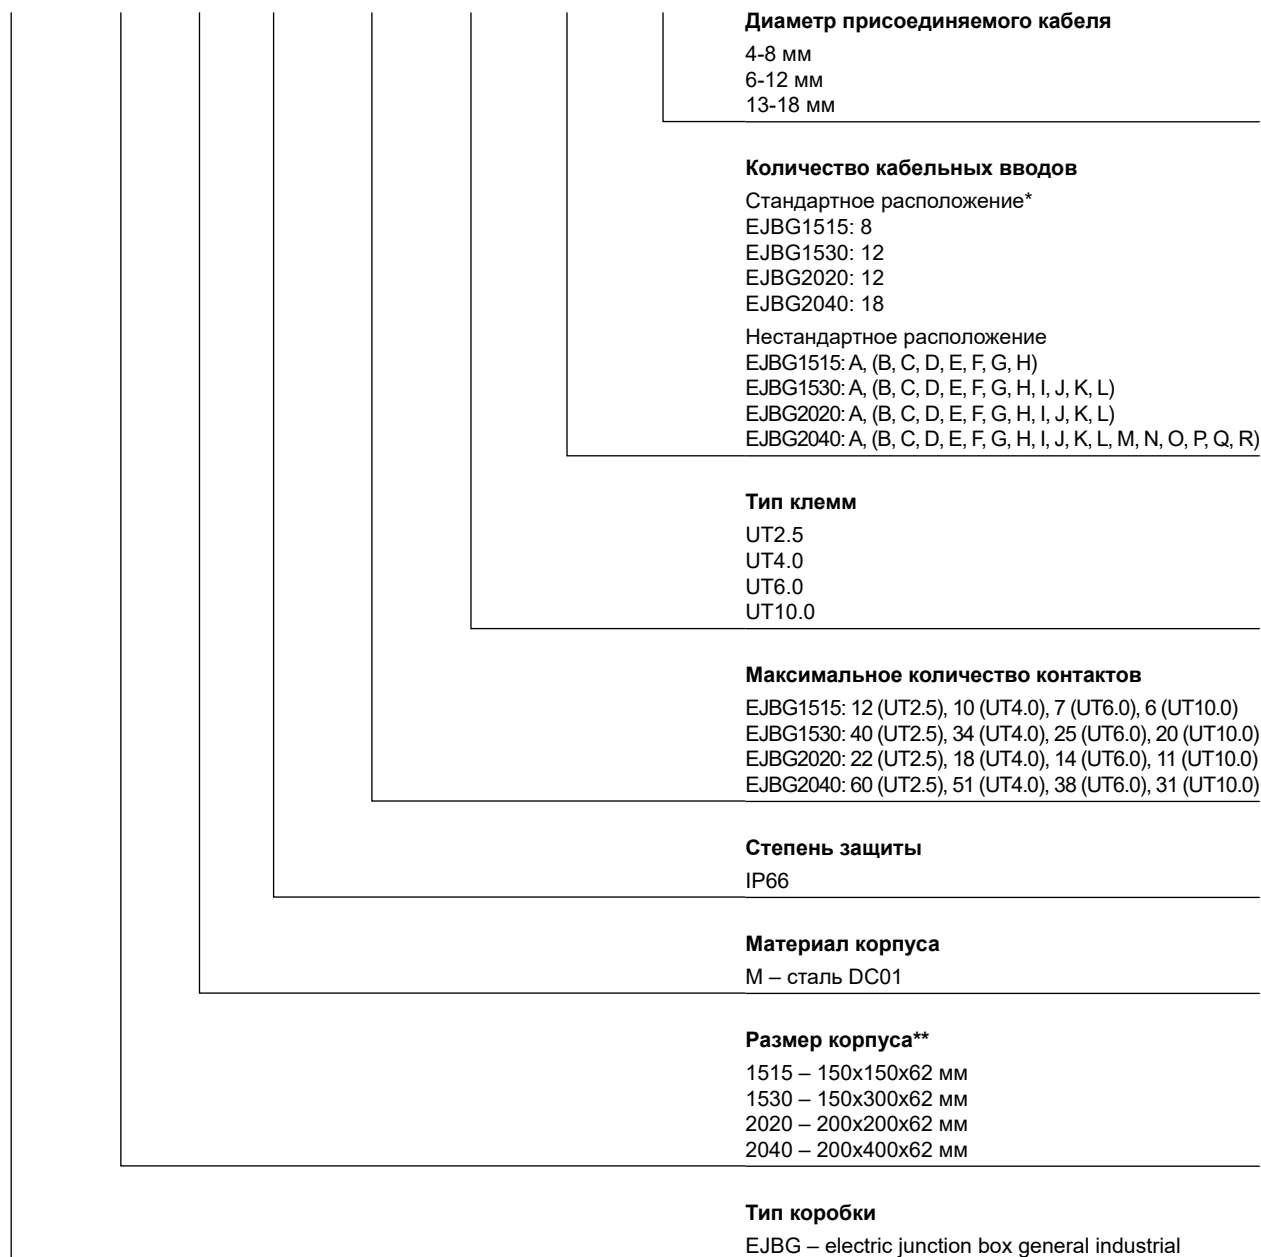 Диаметр присоединяемого кабеля
4-8 мм
6-12 мм
13-18 мм
Количество кабельных вводов
Стандартное расположение*
EJBG1515: 8
EJBG1530: 12
EJBG2020: 12
EJBG2040: 18
Нестандартное расположение
EJBG1515: A, (B, C, D, E, F, G, H)
EJBG1530: A, (B, C, D, E, F, G, H, I, J, K, L)
EJBG2020: A, (B, C, D, E, F, G, H, I, J, K, L)
EJBG2040: A, (B, C, D, E, F, G, H, I, J, K, L, M, N, O, P, Q, R)
Тип клемм
UT2.5
UT4.0
UT6.0
UT10.0
Максимальное количество контактов
EJBG1515: 12 (UT2.5), 10 (UT4.0), 7 (UT6.0), 6 (UT10.0)
EJBG1530: 40 (UT2.5), 34 (UT4.0), 25 (UT6.0), 20 (UT10.0)
EJBG2020: 22 (UT2.5), 18 (UT4.0), 14 (UT6.0), 11 (UT10.0)
EJBG2040: 60 (UT2.5), 51 (UT4.0), 38 (UT6.0), 31 (UT10.0)
Степень защиты
IP66
Материал корпуса
М – сталь DC01
Размер корпуса**
1515 – 150x150x62 мм
1530 – 150x300x62 мм
2020 – 200x200x62 мм
2040 – 200x400x62 мм
Тип коробки
EJBG – electric junction box general industrial